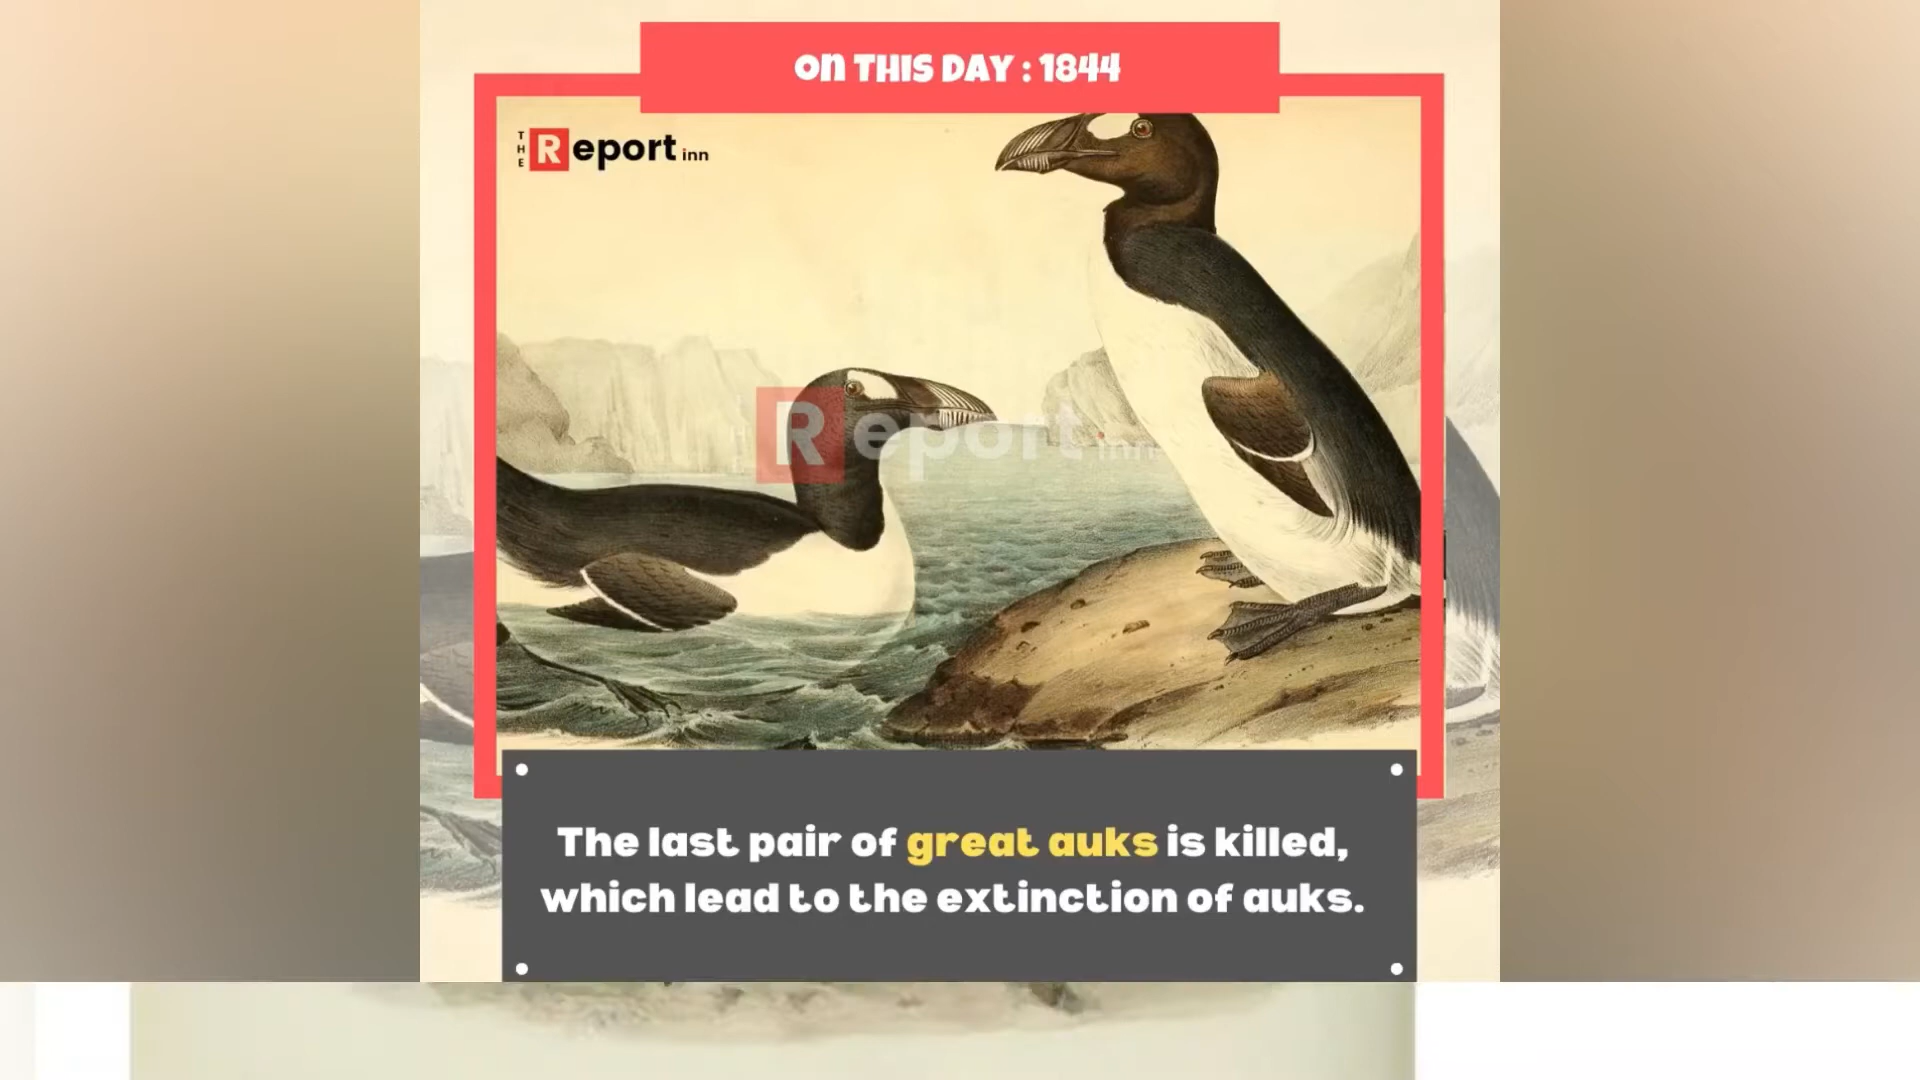 On THIS DAY : 1844
THE Report inn
Report inn
The last pair of great auks is killed,
which lead to the extinction of auks.